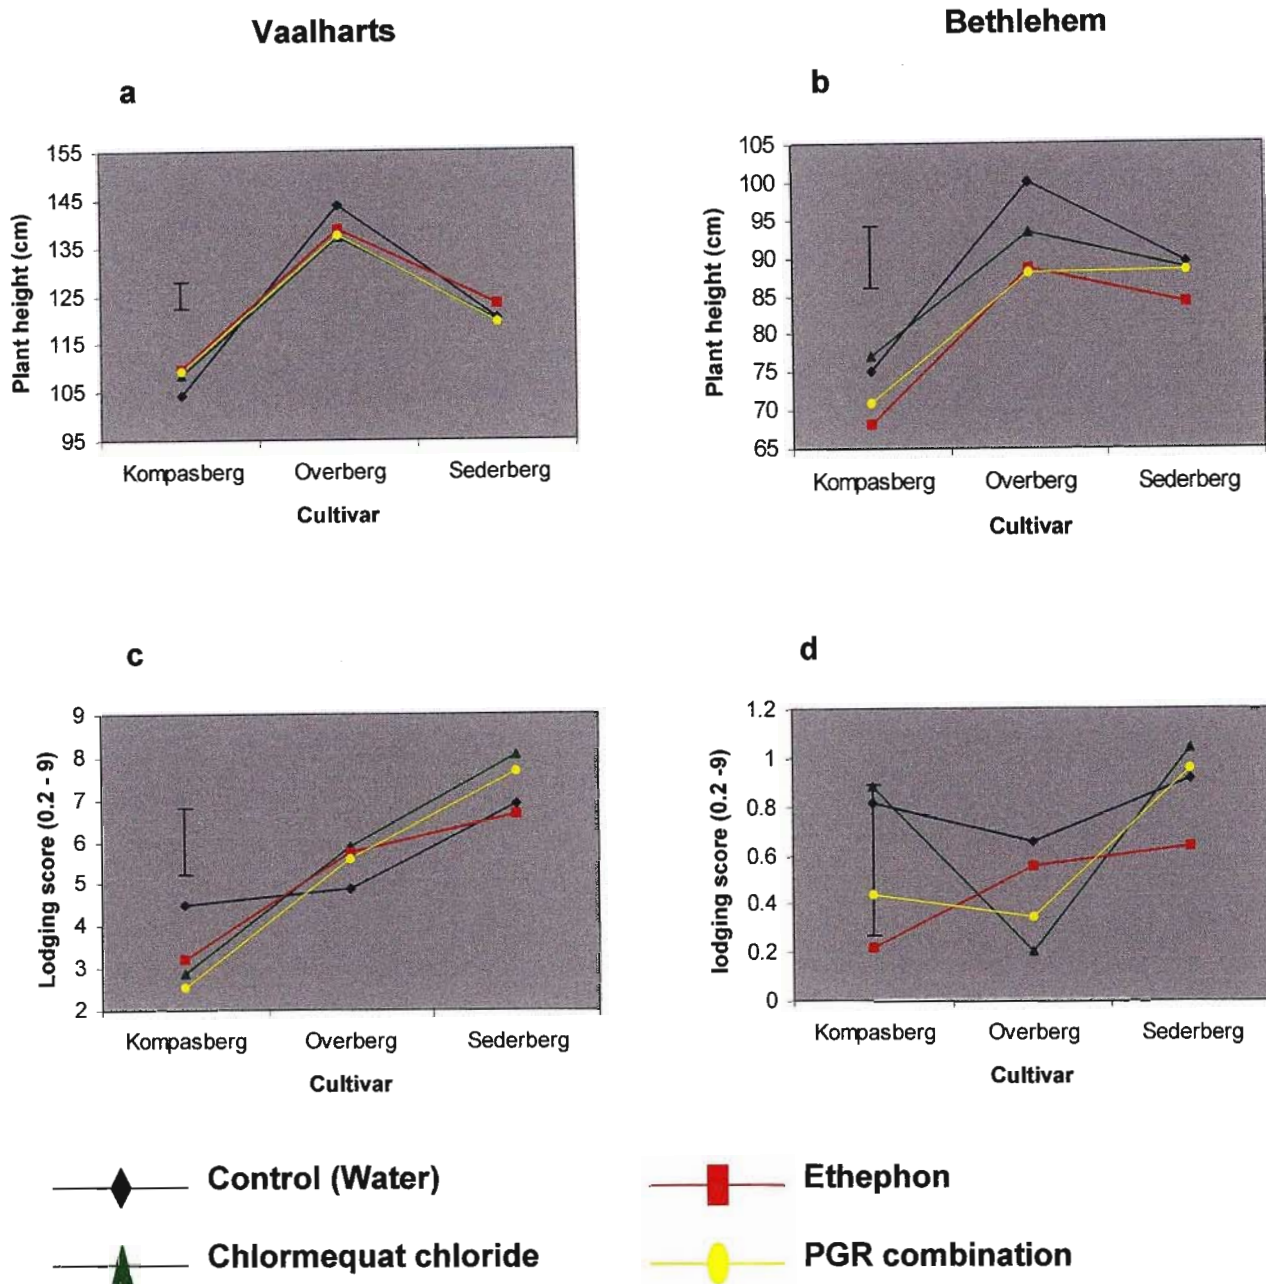 Vaalharts
Bethlehem
a
b
155
145
135
125
115
105
95
Plant height (cm)
Kompasberg Overberg Sederberg
Cultivar
105
100
95
90
85
80
75
70
65
Plant height (cm)
Kompasberg Overberg Sederberg
Cultivar
c
d
9
8
7
6
5
4
3
2
Lodging score (0.2 - 9)
Kompasberg Overberg Sederberg
Cultivar
1.2
1
0.8
0.6
0.4
0.2
0
lodging score (0.2 -9)
Kompasberg Overberg Sederberg
Cultivar
Control (Water)
Ethephon
Chlormequat chloride
PGR combination